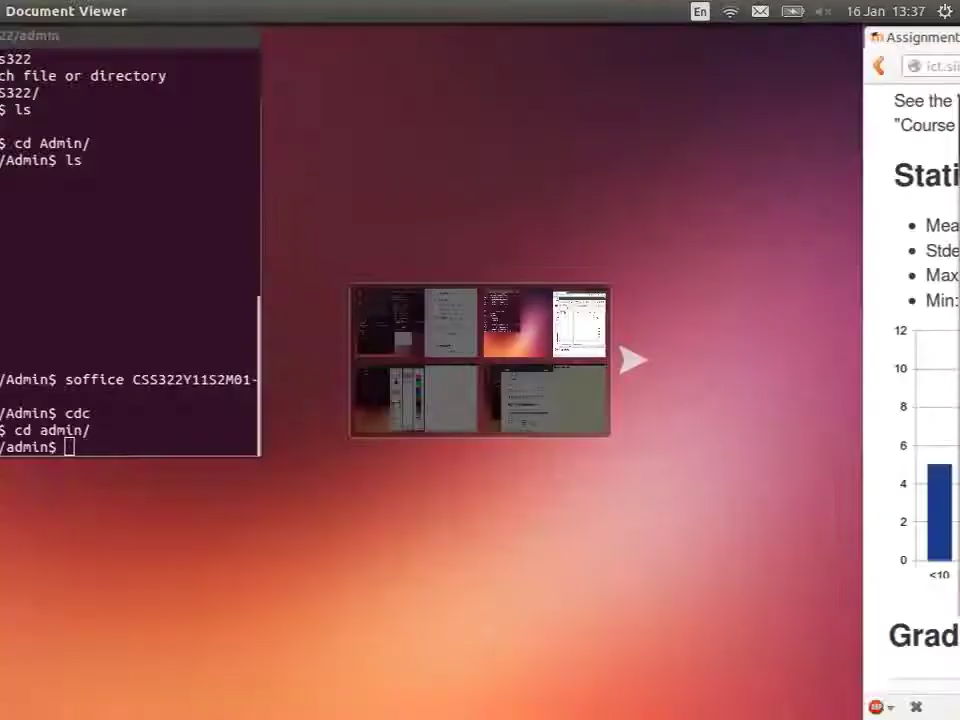 Document Viewer
En
16 Jan 13:37
22/admin
s322
ch file or directory
S322/
$ ls
$ cd Admin/
/Admin$ ls
/Admin$ soffice CSS322Y11S2M01-
/Admin$ cdc
$ cd admin/
/admin$
Assignment
ict.sii
See the
"Course
Stati
Mea
Stde
Max
Min:
12
10
8
6
4
2
0
<10
Grad
ABP